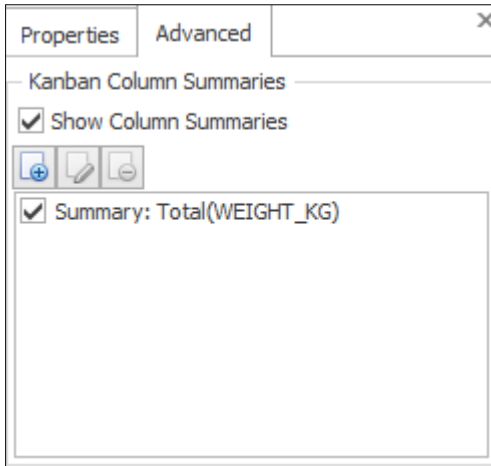 Properties Advanced
Kanban Column Summaries
Show Column Summaries
Summary: Total(WEIGHT_KG)